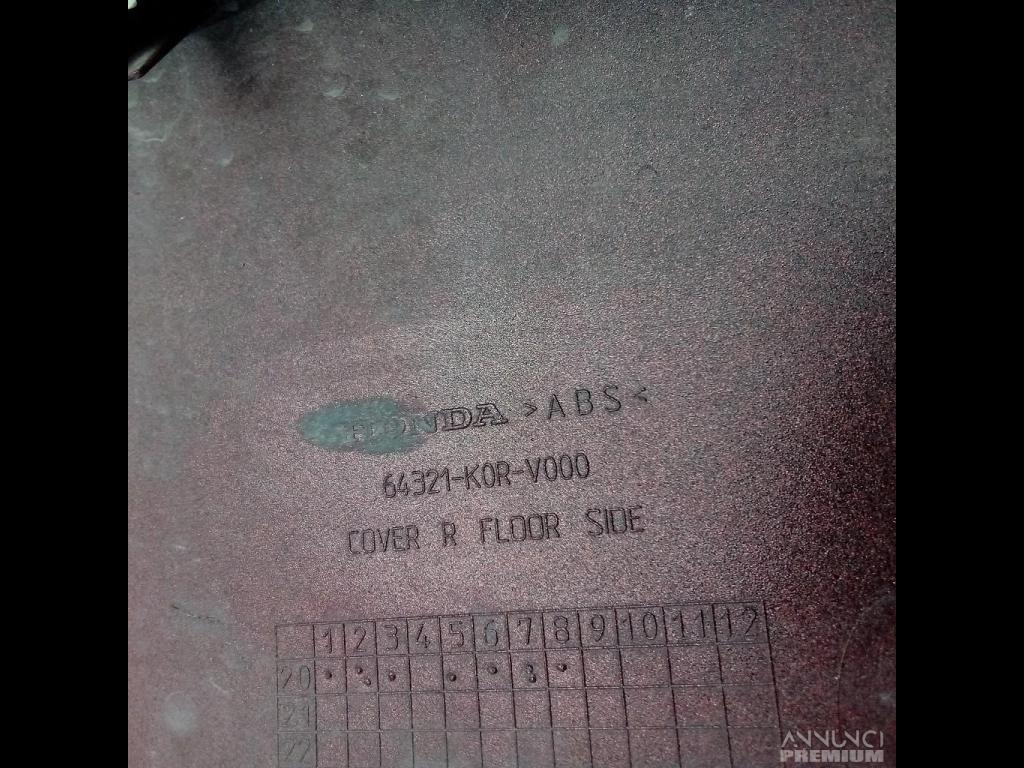 HONDA >ABS<
64321-K0R-V000
COVER R FLOOR SIDE
1 2 3 4 5 6 7 8 9 10 11 12
20
21
22
ANNUNCI
PREMIUM